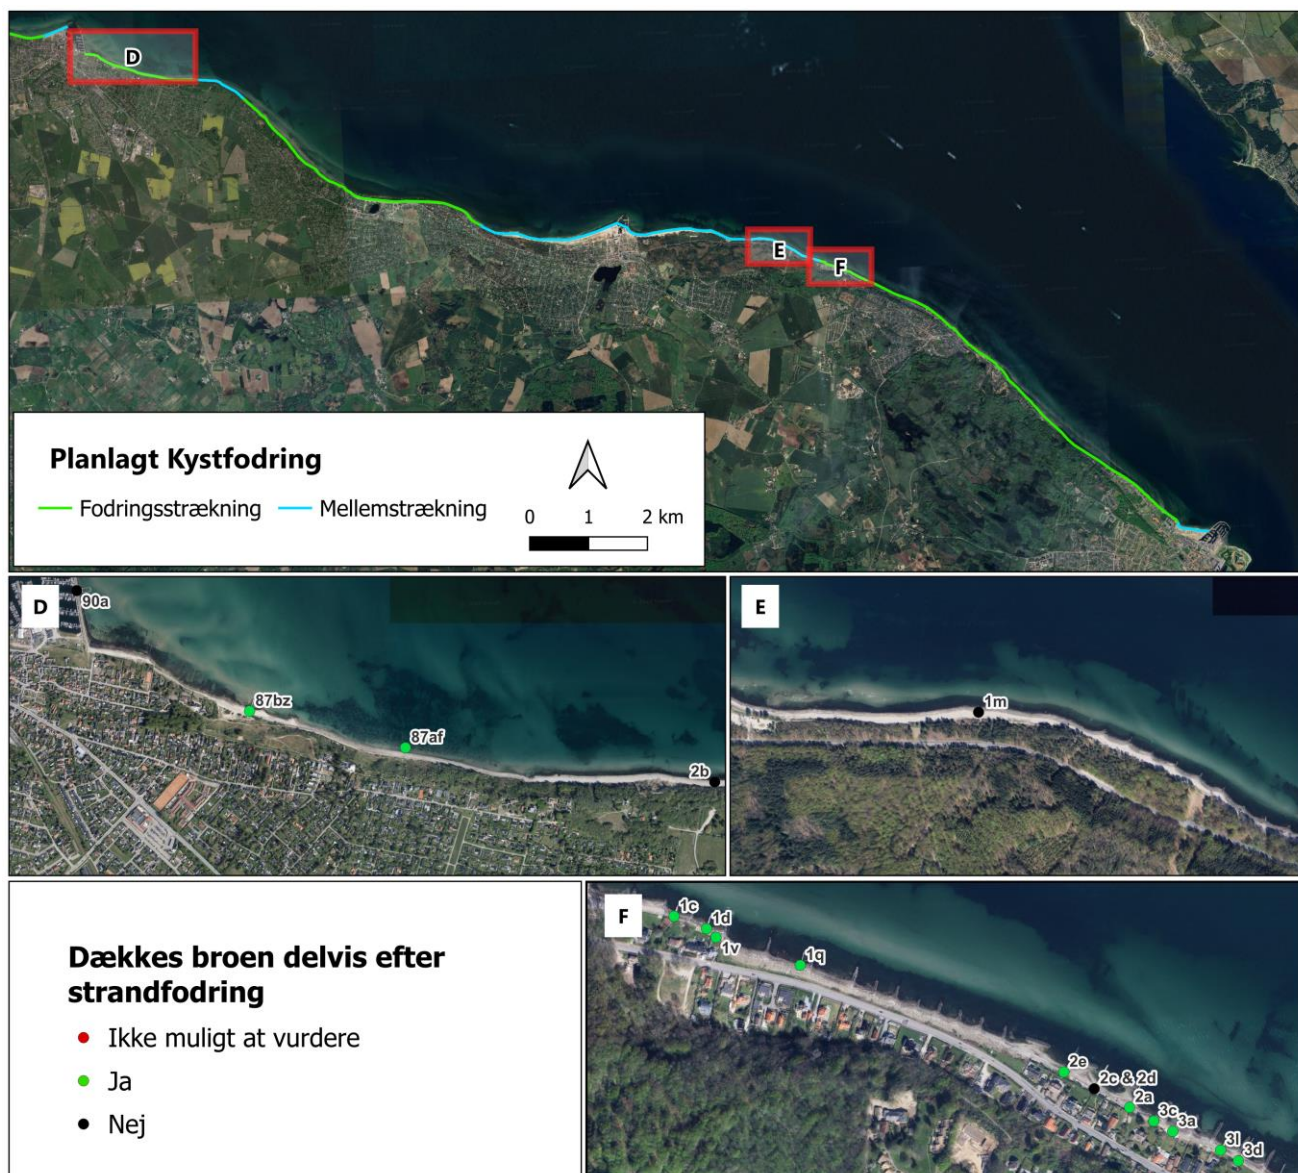 D
E
F
Planlagt Kystfodring
Fodringsstrækning
Mellemstrækning
0 1 2 km
D
90a
87bz
87af
2b
E
1m
Dækkes broen delvis efter
strandfodring
Ikke muligt at vurdere
Ja
Nej
F
1c
1d
1v
1q
2e
2c & 2d
2a
3c
3a
3l
3d